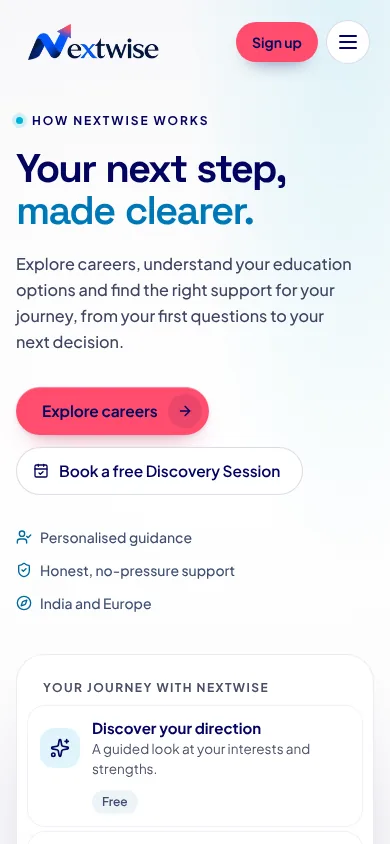 Nextwise
Sign up
HOW NEXTWISE WORKS
Your next step,
made clearer.
Explore careers, understand your education
options and find the right support for your
journey, from your first questions to your
next decision.
Explore careers
Book a free Discovery Session
Personalised guidance
Honest, no-pressure support
India and Europe
YOUR JOURNEY WITH NEXTWISE
Discover your direction
A guided look at your interests and
strengths.
Free